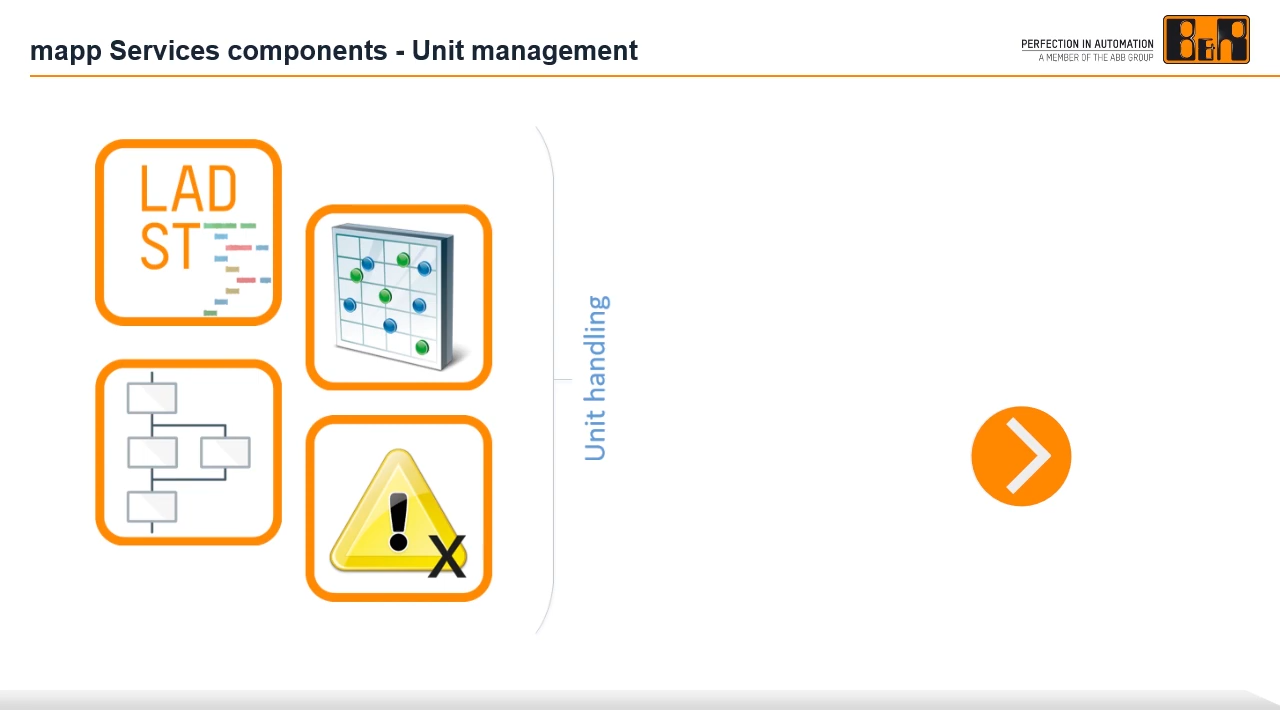 mapp Services components - Unit management
PERFECTION IN AUTOMATION
A MEMBER OF THE ABB GROUP
B&R
LAD
ST
Unit handling
X